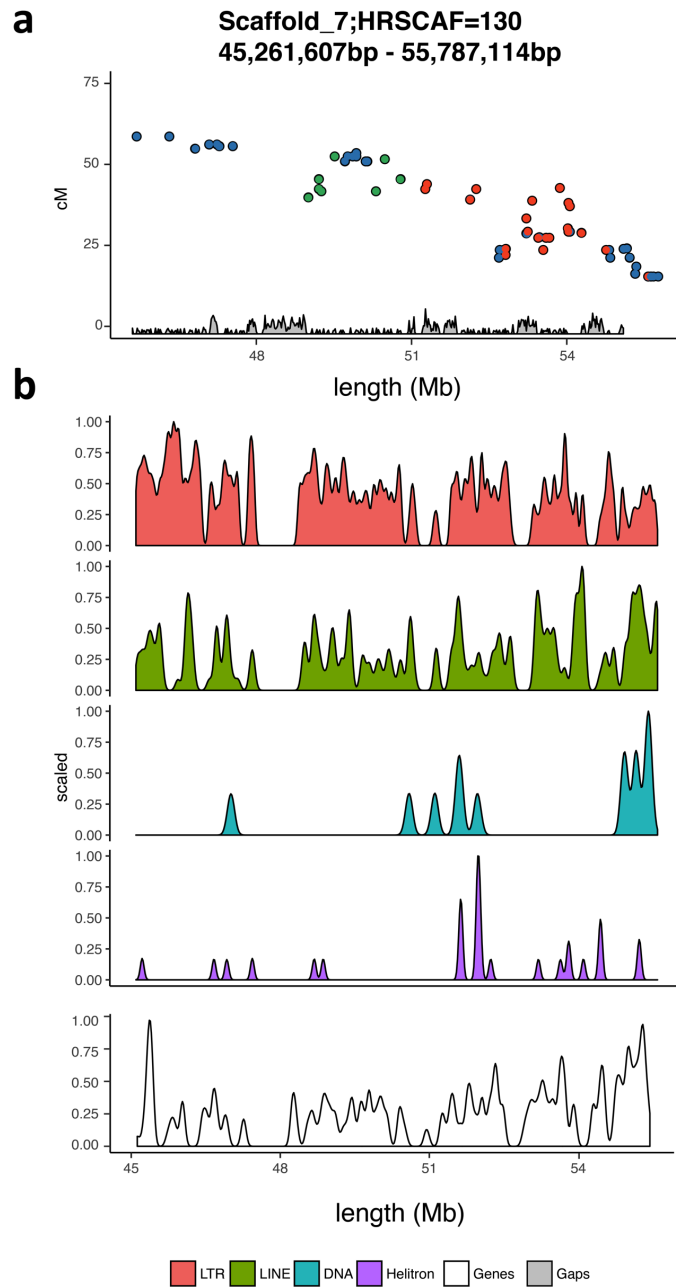 a
Scaffold_7;HRSCAF=130
45,261,607bp - 55,787,114bp
75
50
25
0
cM
48 51 54
length (Mb)
b
1.00
0.75
0.50
0.25
0.00
1.00
0.75
0.50
0.25
0.00
1.00
0.75
0.50
0.25
0.00
scaled
1.00
0.75
0.50
0.25
0.00
1.00
0.75
0.50
0.25
0.00
45 48 51 54
length (Mb)
LTR LINE DNA Helitron Genes Gaps